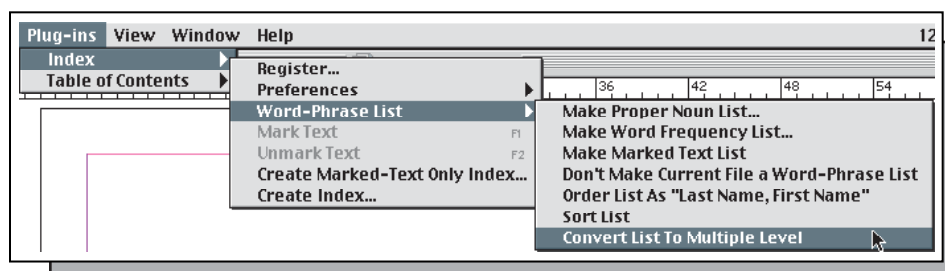 Plug-ins View Window Help 12
Index
Table of Contents
Register...
Preferences
Word-Phrase List
Mark Text F1
Unmark Text F2
Create Marked-Text Only Index...
Create Index...
36 42 48 54
Make Proper Noun List...
Make Word Frequency List...
Make Marked Text List
Don't Make Current File a Word-Phrase List
Order List As "Last Name, First Name"
Sort List
Convert List To Multiple Level